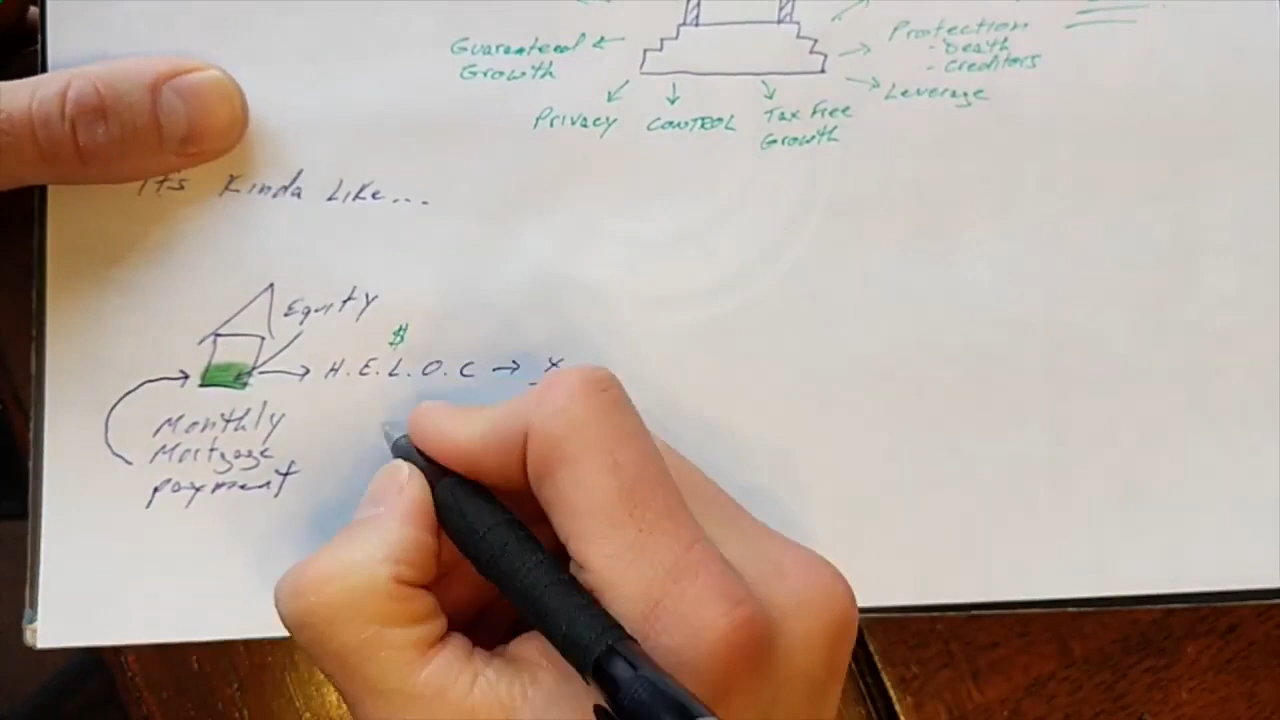 Protection
- Death
- Creditors
Guaranteed
Growth
Leverage
Privacy
CONTROL
Tax Free
Growth
It's Kinda Like...
Equity
$
H.E.L.O.C → X
Monthly
Mortgage
payment